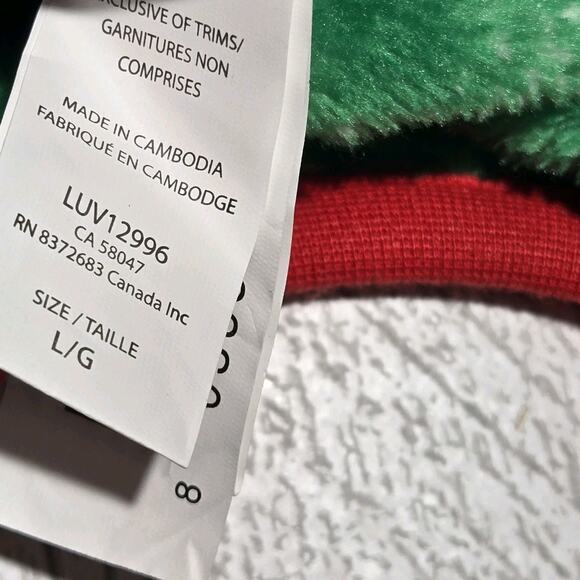 EXCLUSIVE OF TRIMS/
GARNITURES NON
COMPRISES
MADE IN CAMBODIA
FABRIQUÉ EN CAMBODGE
LUV12996
CA 58047
RN 8372683 Canada Inc
SIZE / TAILLE
L/G
8